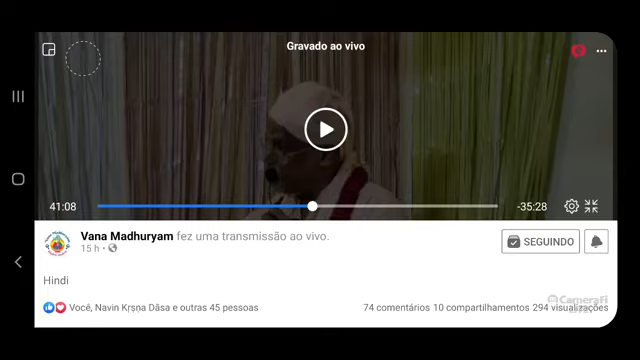 Gravado ao vivo
41:08
-35:28
Vana Madhuryam fez uma transmissão ao vivo.
15 h
SEGUINDO
Hindi
Você, Navin Kṛṣṇa Dāsa e outras 45 pessoas
74 comentários 10 compartilhamentos 294 visualizações
CameraFi